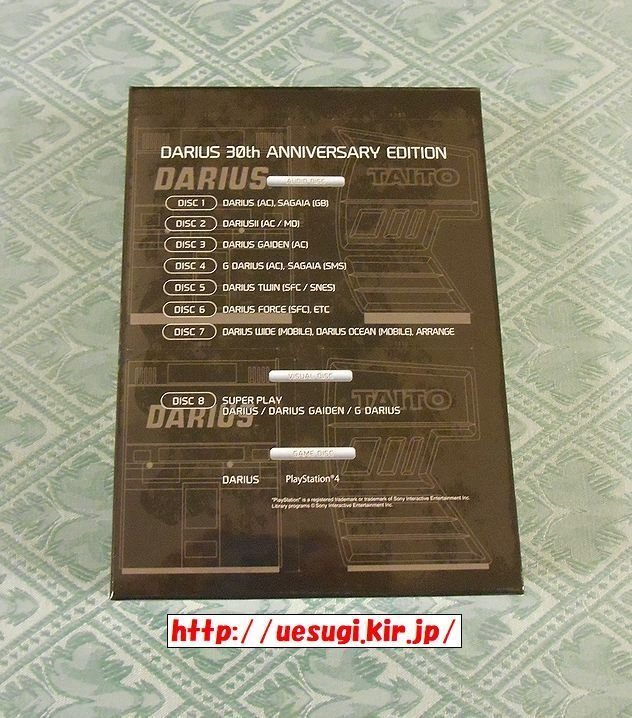 DARIUS 30th ANNIVERSARY EDITION
DARIUS
TAITO
AUDIO DISC
DISC 1 DARIUS (AC), SAGAIA (GB)
DISC 2 DARIUSII (AC / MD)
DISC 3 DARIUS GAIDEN (AC)
DISC 4 G DARIUS (AC), SAGAIA (SMS)
DISC 5 DARIUS TWIN (SFC / SNES)
DISC 6 DARIUS FORCE (SFC), ETC
DISC 7 DARIUS WIDE (MOBILE), DARIUS OCEAN (MOBILE), ARRANGE
VISUAL DISC
DISC 8 SUPER PLAY
DARIUS / DARIUS GAIDEN / G DARIUS
DARIUS
TAITO
GAME DISC
DARIUS PlayStation®4
"PlayStation" is a registered trademark or trademark of Sony Interactive Entertainment Inc.
Library programs © Sony Interactive Entertainment Inc.
http://uesugi.kir.jp/